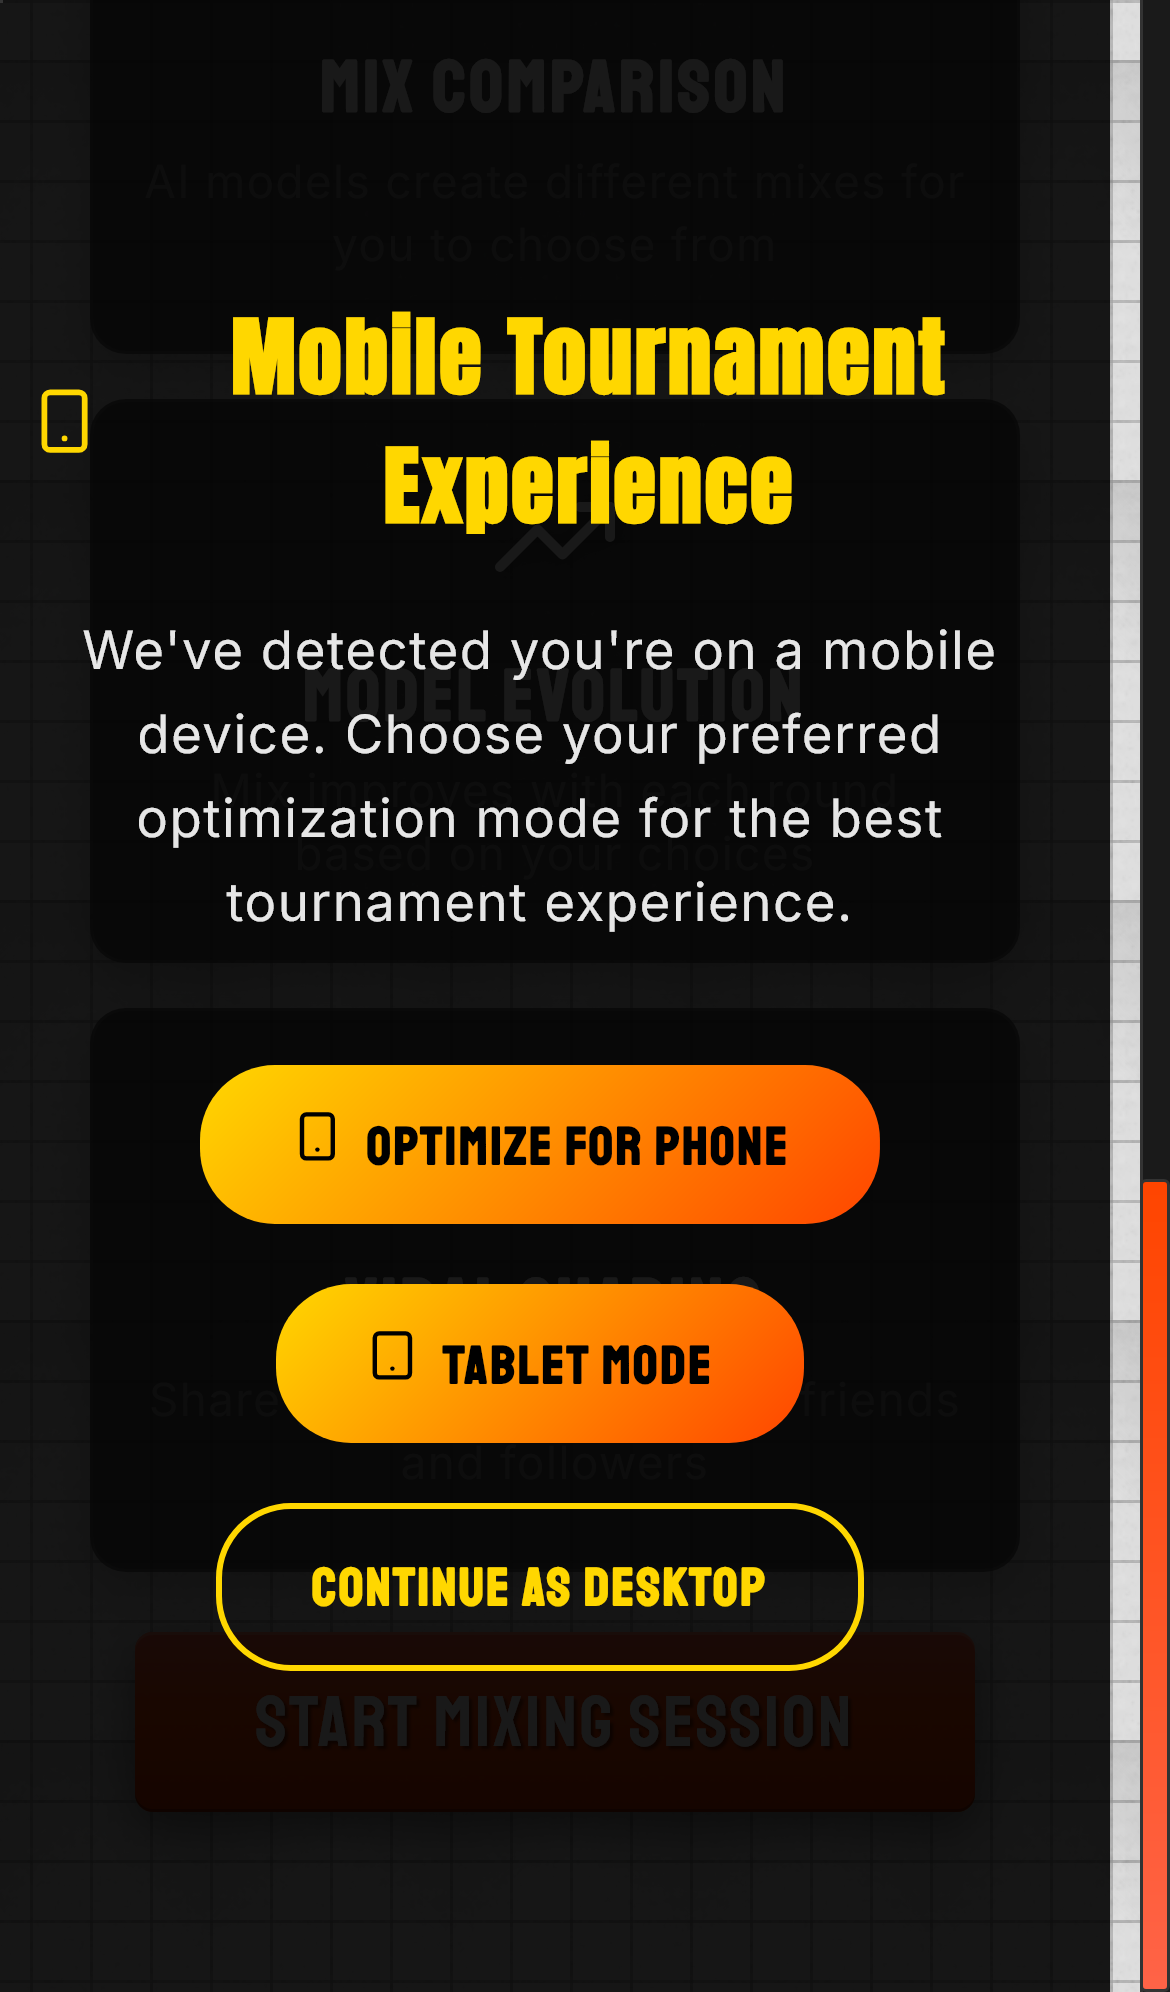 MIX COMPARISON
AI models create different mixes for
you to choose from
Mobile Tournament
Experience
We've detected you're on a mobile
MODEL EVOLUTION
device. Choose your preferred
Mix improves with each round
optimization mode for the best
based on your choices
tournament experience.
OPTIMIZE FOR PHONE
TABLET MODE
Share friends
and followers
CONTINUE AS DESKTOP
START MIXING SESSION